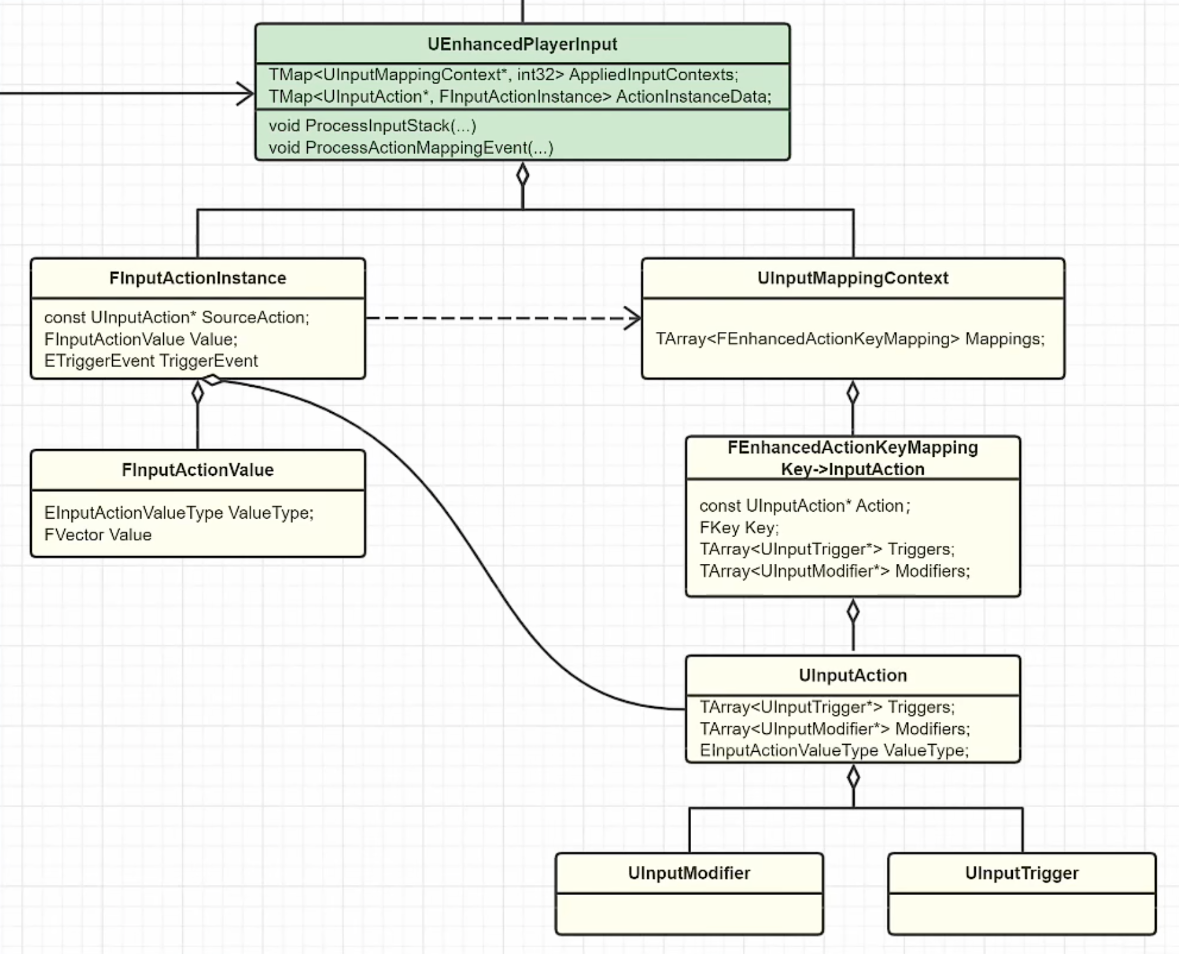 UEnhancedPlayerInput
TMap<UInputMappingContext*, int32> AppliedInputContexts;
TMap<UInputAction*, FInputActionInstance> ActionInstanceData;
void ProcessInputStack(...)
void ProcessActionMappingEvent(...)
FInputActionInstance
const UInputAction* SourceAction;
FInputActionValue Value;
ETriggerEvent TriggerEvent
UInputMappingContext
TArray<FEnhancedActionKeyMapping> Mappings;
FInputActionValue
EInputActionValueType ValueType;
FVector Value
FEnhancedActionKeyMapping
Key->InputAction
const UInputAction* Action;
FKey Key;
TArray<UInputTrigger*> Triggers;
TArray<UInputModifier*> Modifiers;
UInputAction
TArray<UInputTrigger*> Triggers;
TArray<UInputModifier*> Modifiers;
EInputActionValueType ValueType;
UInputModifier
UInputTrigger